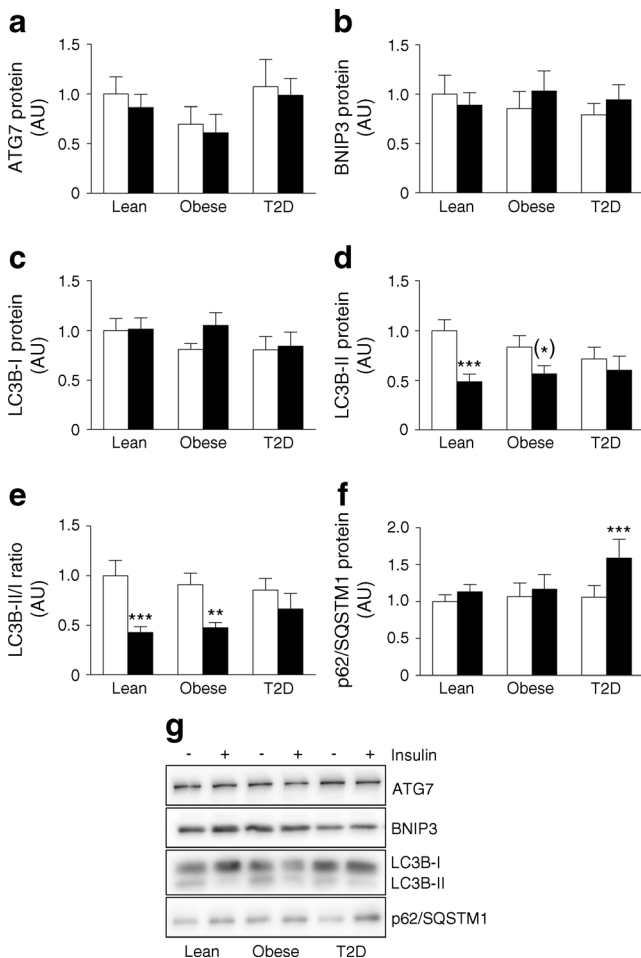 a
ATG7 protein
(AU)
1.5
1.0
0.5
0
Lean Obese T2D
b
BNIP3 protein
(AU)
1.5
1.0
0.5
0
Lean Obese T2D
c
LC3B-I protein
(AU)
1.5
1.0
0.5
0
Lean Obese T2D
d
LC3B-II protein
(AU)
1.5
1.0
0.5
0
*** (*)
Lean Obese T2D
e
LC3B-II/I ratio
(AU)
1.5
1.0
0.5
0
*** **
Lean Obese T2D
f
p62/SQSTM1 protein
(AU)
2.0
1.5
1.0
0.5
0
***
Lean Obese T2D
g
- + - + - + Insulin
ATG7
BNIP3
LC3B-I
LC3B-II
p62/SQSTM1
Lean Obese T2D